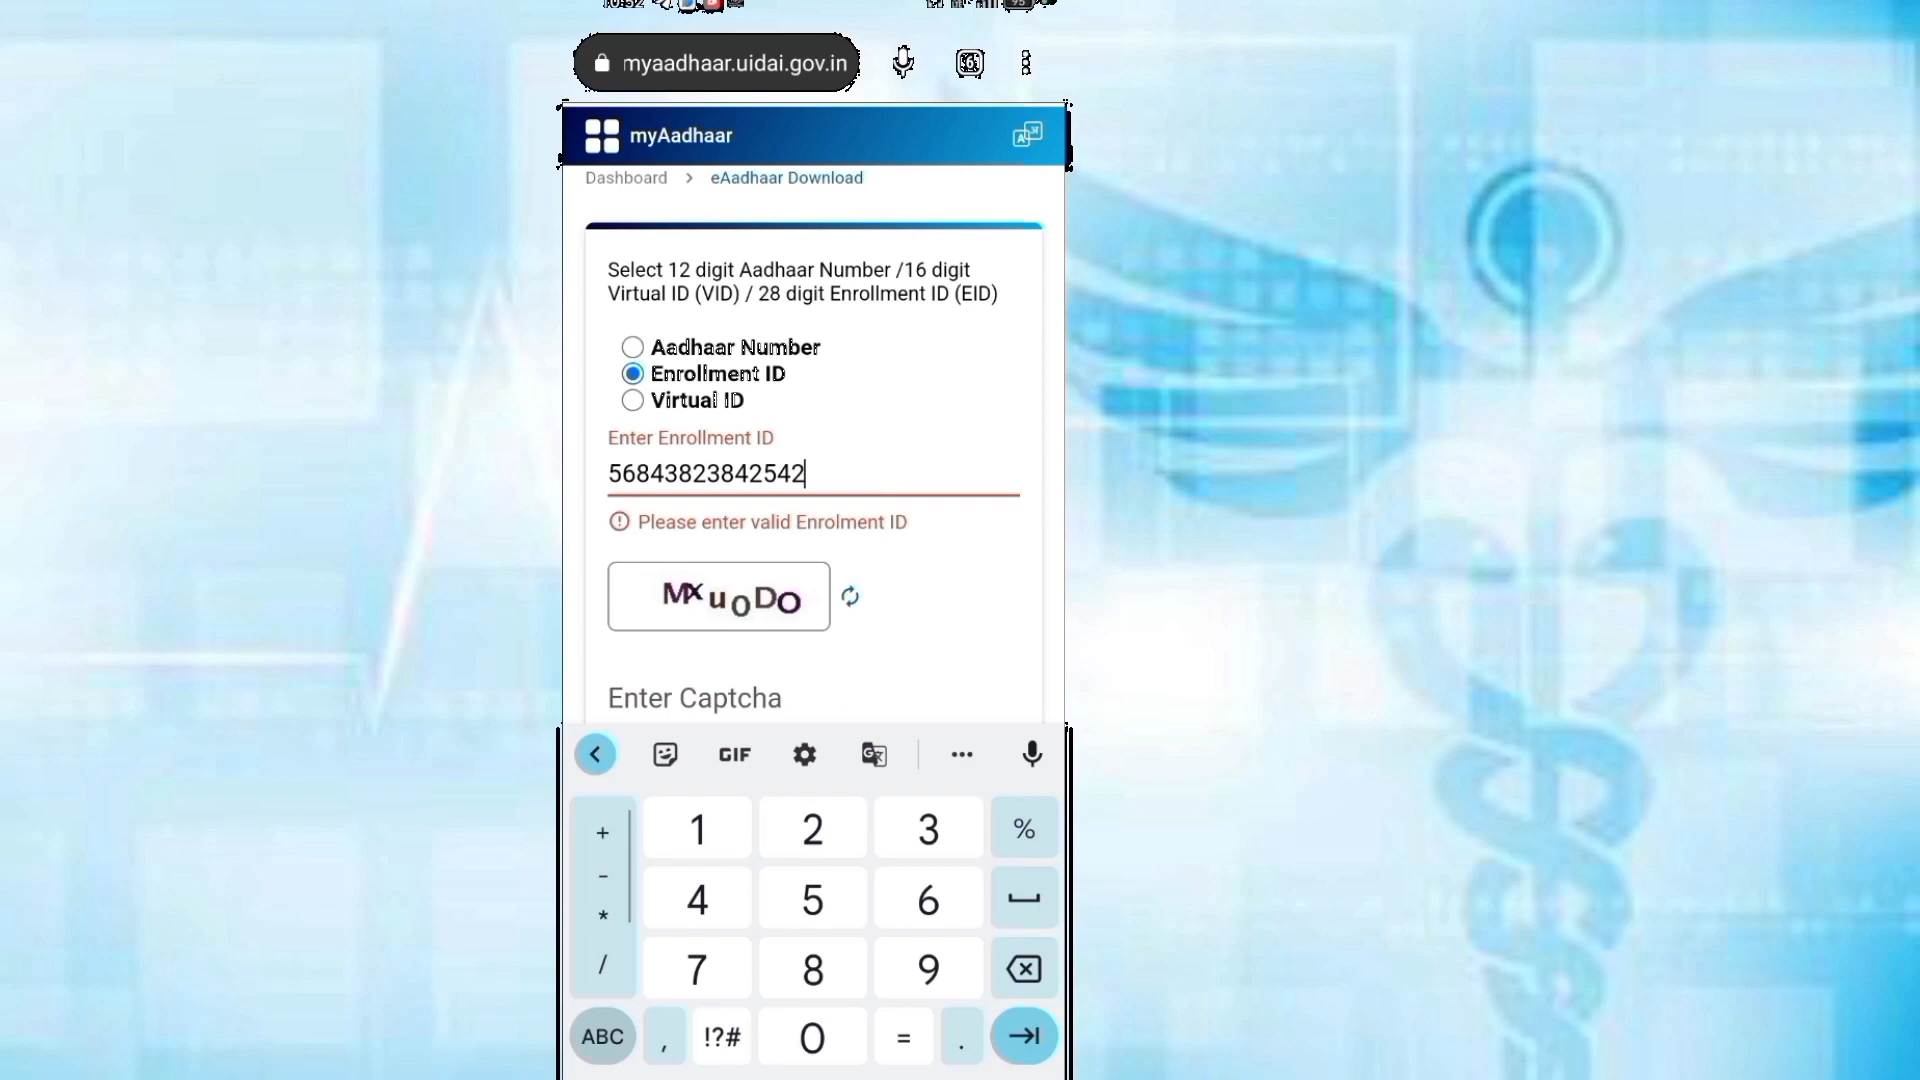 myaadhaar.uidai.gov.in
myAadhaar
Dashboard > eAadhaar Download
Select 12 digit Aadhaar Number /16 digit
Virtual ID (VID) / 28 digit Enrollment ID (EID)
Aadhaar Number
Enrollment ID
Virtual ID
Enter Enrollment ID
56843823842542
Please enter valid Enrolment ID
MXuoDO
Enter Captcha
GIF
+ 1 2 3 %
-
* 4 5 6
/ 7 8 9
ABC , !?# 0 = .